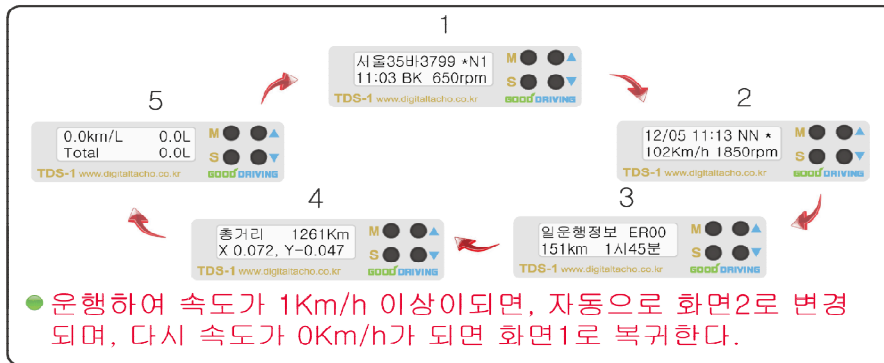 1
서울35바3799 *N1
11:03 BK 650rpm
M
S
TDS-1 www.digitaltacho.co.kr
GOOD DRIVING
2
12/05 11:13 NN *
102Km/h 1850rpm
M
S
TDS-1 www.digitaltacho.co.kr
GOOD DRIVING
3
일운행정보 ER00
151km 1시45분
M
S
TDS-1 www.digitaltacho.co.kr
GOOD DRIVING
4
총거리 1261Km
X 0.072, Y-0.047
M
S
TDS-1 www.digitaltacho.co.kr
GOOD DRIVING
5
0.0km/L 0.0L
Total 0.0L
M
S
TDS-1 www.digitaltacho.co.kr
GOOD DRIVING
운행하여 속도가 1Km/h 이상이되면, 자동으로 화면2로 변경
되며, 다시 속도가 0Km/h가 되면 화면1로 복귀한다.